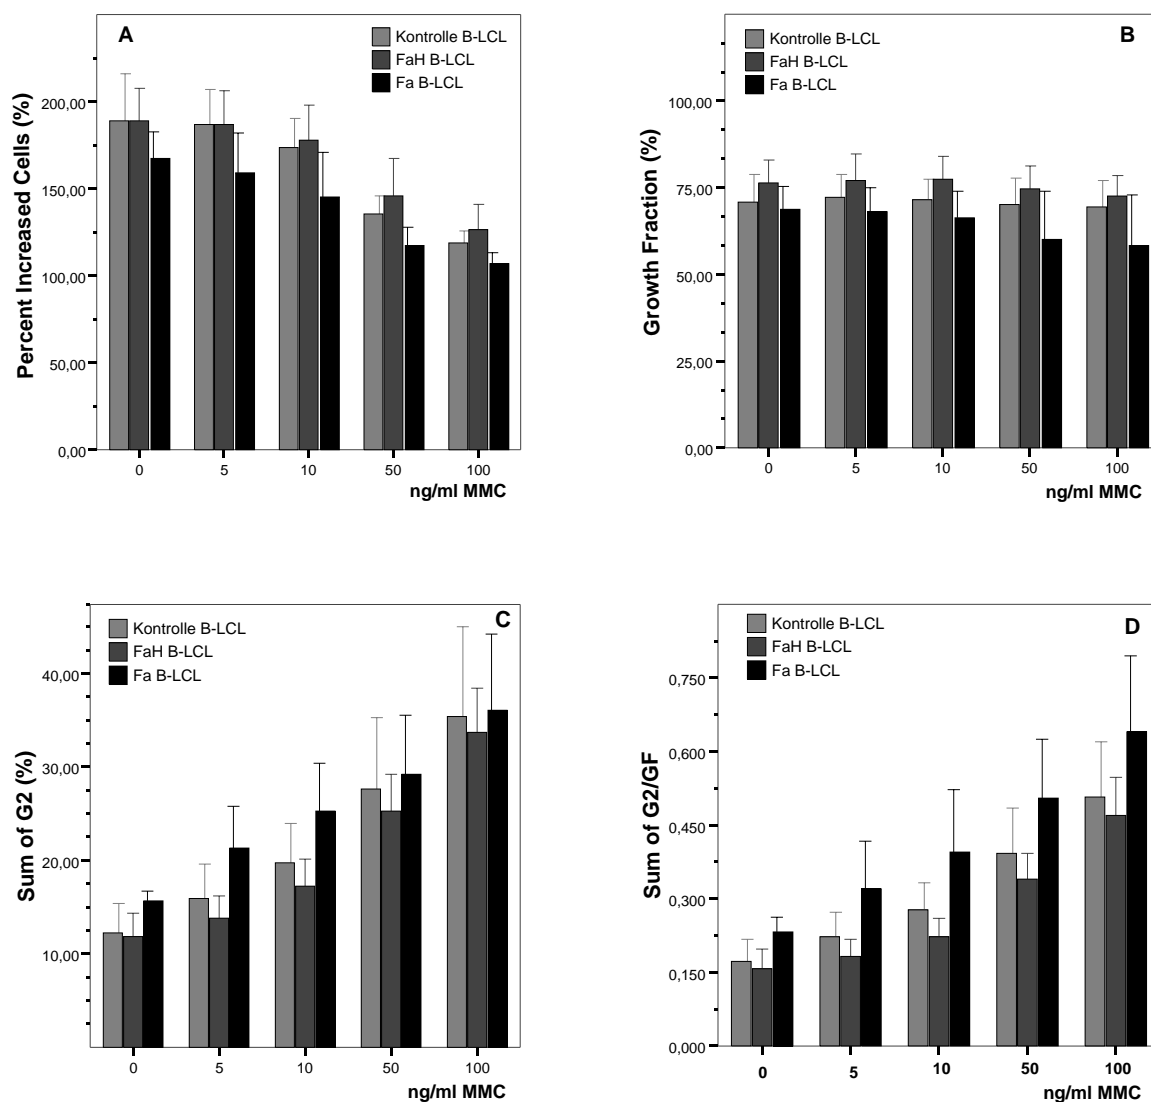 A
Kontrolle B-LCL
FaH B-LCL
Fa B-LCL
Percent Increased Cells (%)
200,00
150,00
100,00
50,00
0,00
0 5 10 50 100
ng/ml MMC
B
Kontrolle B-LCL
FaH B-LCL
Fa B-LCL
Growth Fraction (%)
100,00
75,00
50,00
25,00
0,00
0 5 10 50 100
ng/ml MMC
C
Kontrolle B-LCL
FaH B-LCL
Fa B-LCL
Sum of G2 (%)
40,00
30,00
20,00
10,00
0 5 10 50 100
ng/ml MMC
D
Kontrolle B-LCL
FaH B-LCL
Fa B-LCL
Sum of G2/GF
0,750
0,600
0,450
0,300
0,150
0,000
0 5 10 50 100
ng/ml MMC